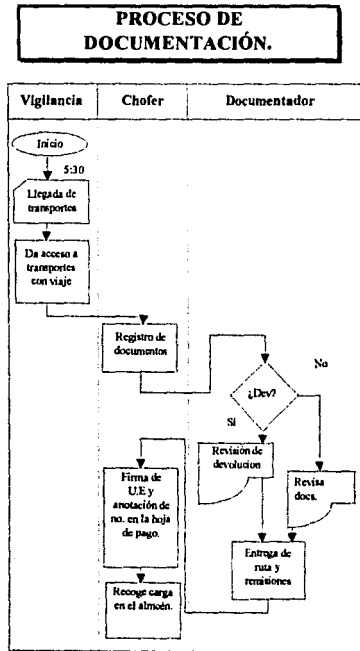 PROCESO DE
DOCUMENTACIÓN.
Vigilancia
Chofer
Documentador
Inicio
5:30
Llegada de
transportes
Da acceso a
transportes
con viaje
Registro de
documentos
¿Dev?
No
Sí
Revisión de
devolucion
Revisa
docs.
Firma de
U.E y
anotación de
no. en la hoja
de pago.
Entrega de
ruta y
remisiones
Recoge carga
en el almcén.